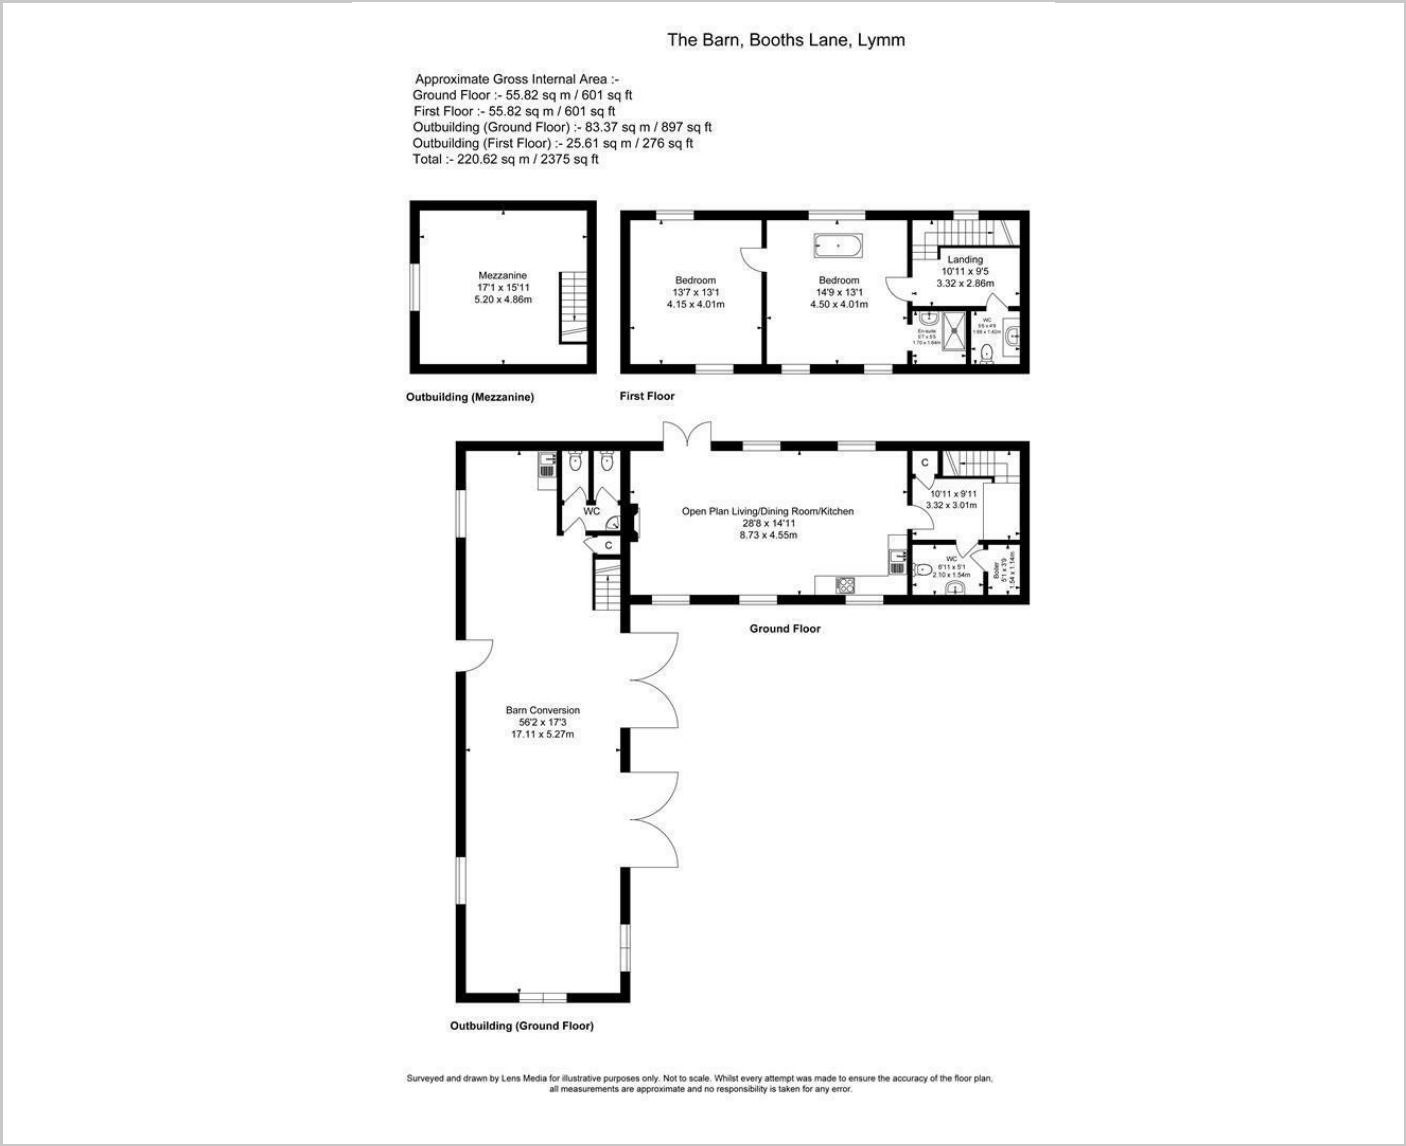 The Barn, Booths Lane, Lymm
Approximate Gross Internal Area :-
Ground Floor :- 55.82 sq m / 601 sq ft
First Floor :- 55.82 sq m / 601 sq ft
Outbuilding (Ground Floor) :- 83.37 sq m / 897 sq ft
Outbuilding (First Floor) :- 25.61 sq m / 276 sq ft
Total :- 220.62 sq m / 2375 sq ft
Mezzanine
17'1 x 15'11
5.20 x 4.86m
Outbuilding (Mezzanine)
Bedroom
13'7 x 13'1
4.15 x 4.01m
Bedroom
14'9 x 13'1
4.50 x 4.01m
Landing
10'11 x 9'5
3.32 x 2.86m
En-suite
5'7 x 5'5
1.70 x 1.64m
WC
First Floor
WC
C
Open Plan Living/Dining Room/Kitchen
28'8 x 14'11
8.73 x 4.55m
C
10'11 x 9'11
3.32 x 3.01m
WC
6'11 x 5'1
2.10 x 1.54m
Boiler
5'1 x 3'9
1.54 x 1.14m
Ground Floor
Barn Conversion
56'2 x 17'3
17.11 x 5.27m
Outbuilding (Ground Floor)
Surveyed and drawn by Lens Media for illustrative purposes only. Not to scale. Whilst every attempt was made to ensure the accuracy of the floor plan,
all measurements are approximate and no responsibility is taken for any error.